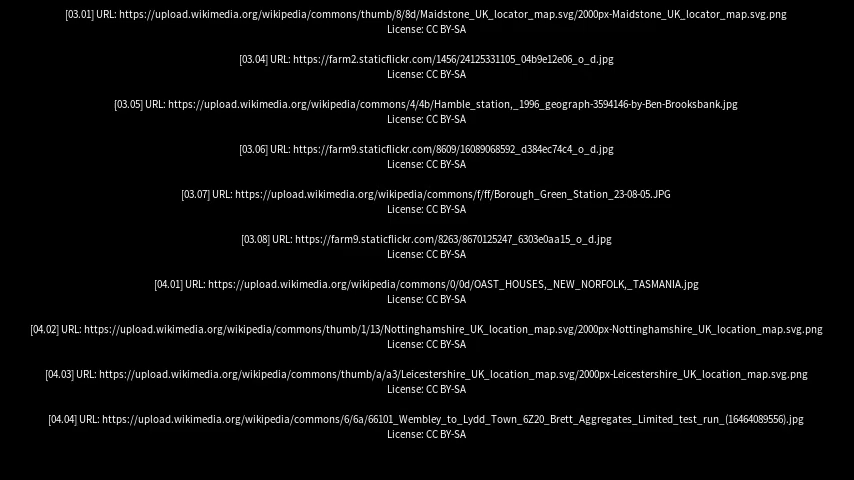 [03.01] URL: https://upload.wikimedia.org/wikipedia/commons/thumb/8/8d/Maidstone_UK_locator_map.svg/2000px-Maidstone_UK_locator_map.svg.png
License: CC BY-SA
[03.04] URL: https://farm2.staticflickr.com/1456/24125331105_04b9e12e06_o_d.jpg
License: CC BY-SA
[03.05] URL: https://upload.wikimedia.org/wikipedia/commons/4/4b/Hamble_station,_1996_geograph-3594146-by-Ben-Brooksbank.jpg
License: CC BY-SA
[03.06] URL: https://farm9.staticflickr.com/8609/16089068592_d384ec74c4_o_d.jpg
License: CC BY-SA
[03.07] URL: https://upload.wikimedia.org/wikipedia/commons/f/ff/Borough_Green_Station_23-08-05.JPG
License: CC BY-SA
[03.08] URL: https://farm9.staticflickr.com/8263/8670125247_6303e0aa15_o_d.jpg
License: CC BY-SA
[04.01] URL: https://upload.wikimedia.org/wikipedia/commons/0/0d/OAST_HOUSES,_NEW_NORFOLK,_TASMANIA.jpg
License: CC BY-SA
[04.02] URL: https://upload.wikimedia.org/wikipedia/commons/thumb/1/13/Nottinghamshire_UK_location_map.svg/2000px-Nottinghamshire_UK_location_map.svg.png
License: CC BY-SA
[04.03] URL: https://upload.wikimedia.org/wikipedia/commons/thumb/a/a3/Leicestershire_UK_location_map.svg/2000px-Leicestershire_UK_location_map.svg.png
License: CC BY-SA
[04.04] URL: https://upload.wikimedia.org/wikipedia/commons/6/6a/66101_Wembley_to_Lydd_Town_6Z20_Brett_Aggregates_Limited_test_run_(16464089556).jpg
License: CC BY-SA